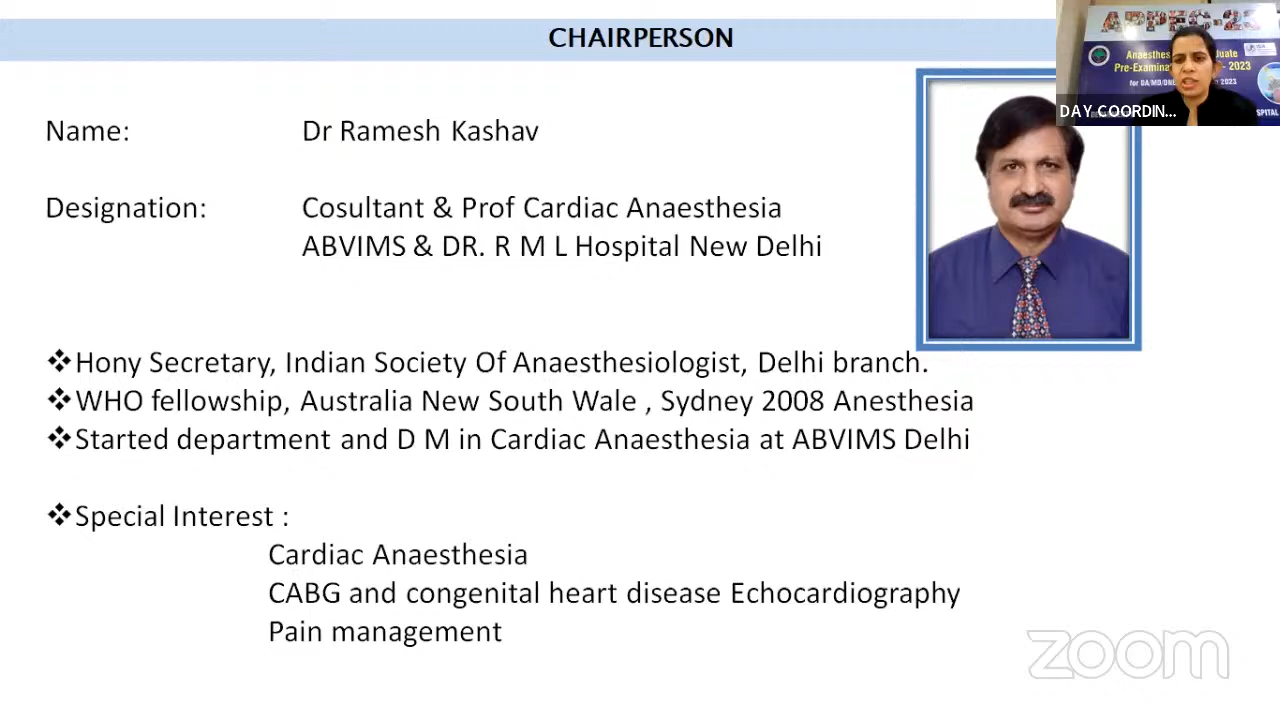 CHAIRPERSON
Name: Dr Ramesh Kashav
Designation: Cosultant & Prof Cardiac Anaesthesia
ABVIMS & DR. R M L Hospital New Delhi
❖Hony Secretary, Indian Society Of Anaesthesiologist, Delhi branch.
❖WHO fellowship, Australia New South Wale , Sydney 2008 Anesthesia
❖Started department and D M in Cardiac Anaesthesia at ABVIMS Delhi
❖Special Interest :
Cardiac Anaesthesia
CABG and congenital heart disease Echocardiography
Pain management
DAY COORDIN...
2023
2023
zoom